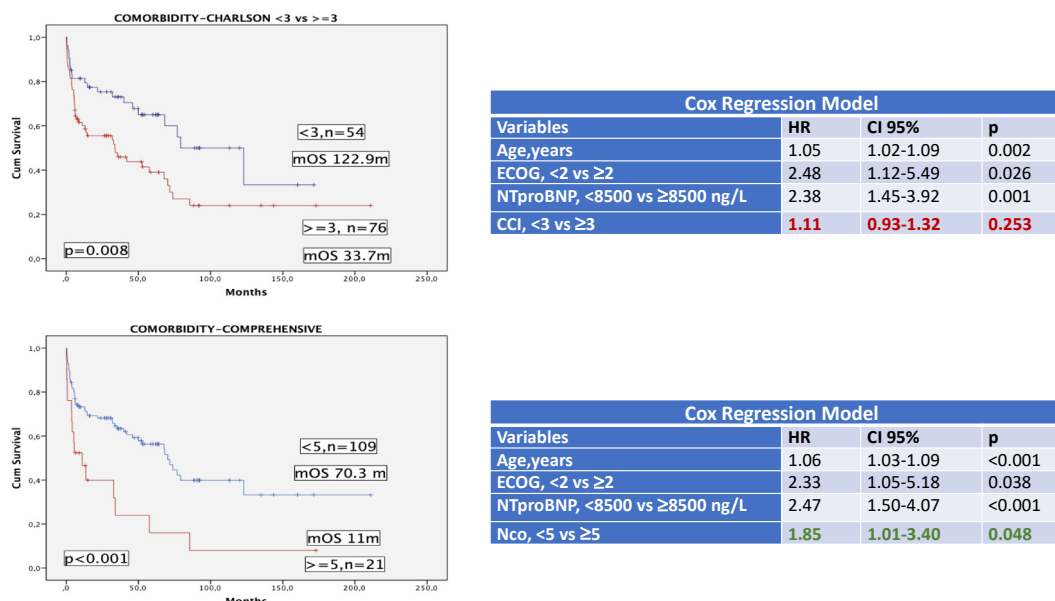 COMORBIDITY-CHARLSON <3 vs >=3
Cum Survival
1,0
0,8
0,6
0,4
0,2
0,0
<3,n=54
mOS 122.9m
>=3, n=76
mOS 33.7m
p=0.008
,0 50,0 100,0 150,0 200,0 250,0
Months
Cox Regression Model
Variables HR CI 95% p
Age,years 1.05 1.02-1.09 0.002
ECOG, <2 vs ≥2 2.48 1.12-5.49 0.026
NTproBNP, <8500 vs ≥8500 ng/L 2.38 1.45-3.92 0.001
CCI, <3 vs ≥3 1.11 0.93-1.32 0.253
COMORBIDITY-COMPREHENSIVE
Cum Survival
1,0
0,8
0,6
0,4
0,2
0,0
<5,n=109
mOS 70.3 m
mOS 11m
>=5,n=21
p<0.001
,0 50,0 100,0 150,0 200,0 250,0
Months
Cox Regression Model
Variables HR CI 95% p
Age,years 1.06 1.03-1.09 <0.001
ECOG, <2 vs ≥2 2.33 1.05-5.18 0.038
NTproBNP, <8500 vs ≥8500 ng/L 2.47 1.50-4.07 <0.001
Nco, <5 vs ≥5 1.85 1.01-3.40 0.048